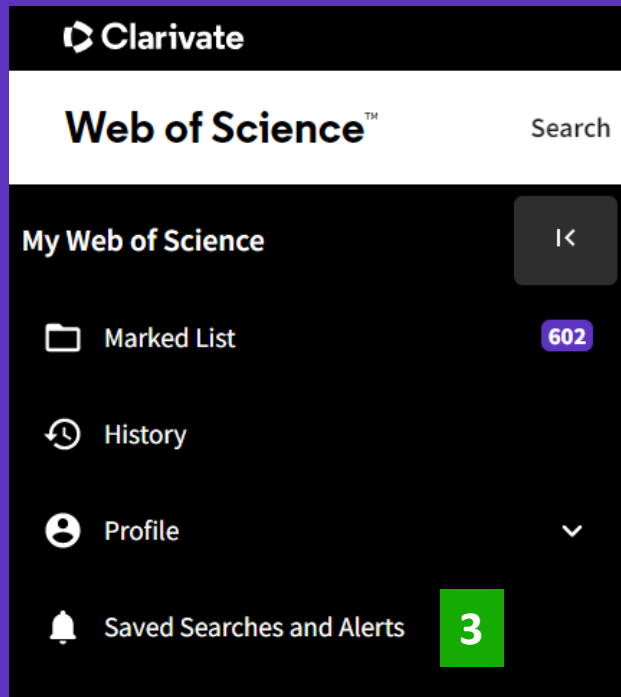 Clarivate
Web of Science™ Search
My Web of Science
Marked List 602
History
Profile
Saved Searches and Alerts 3